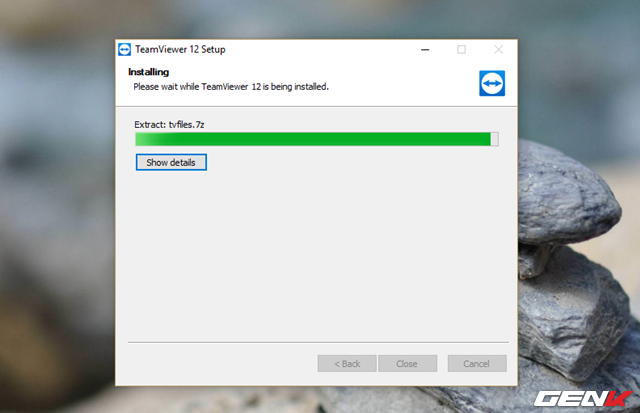 TeamViewer 12 Setup
Installing
Please wait while TeamViewer 12 is being installed.
Extract: tvfiles.7z
Show details
< Back
Close
Cancel
GENK